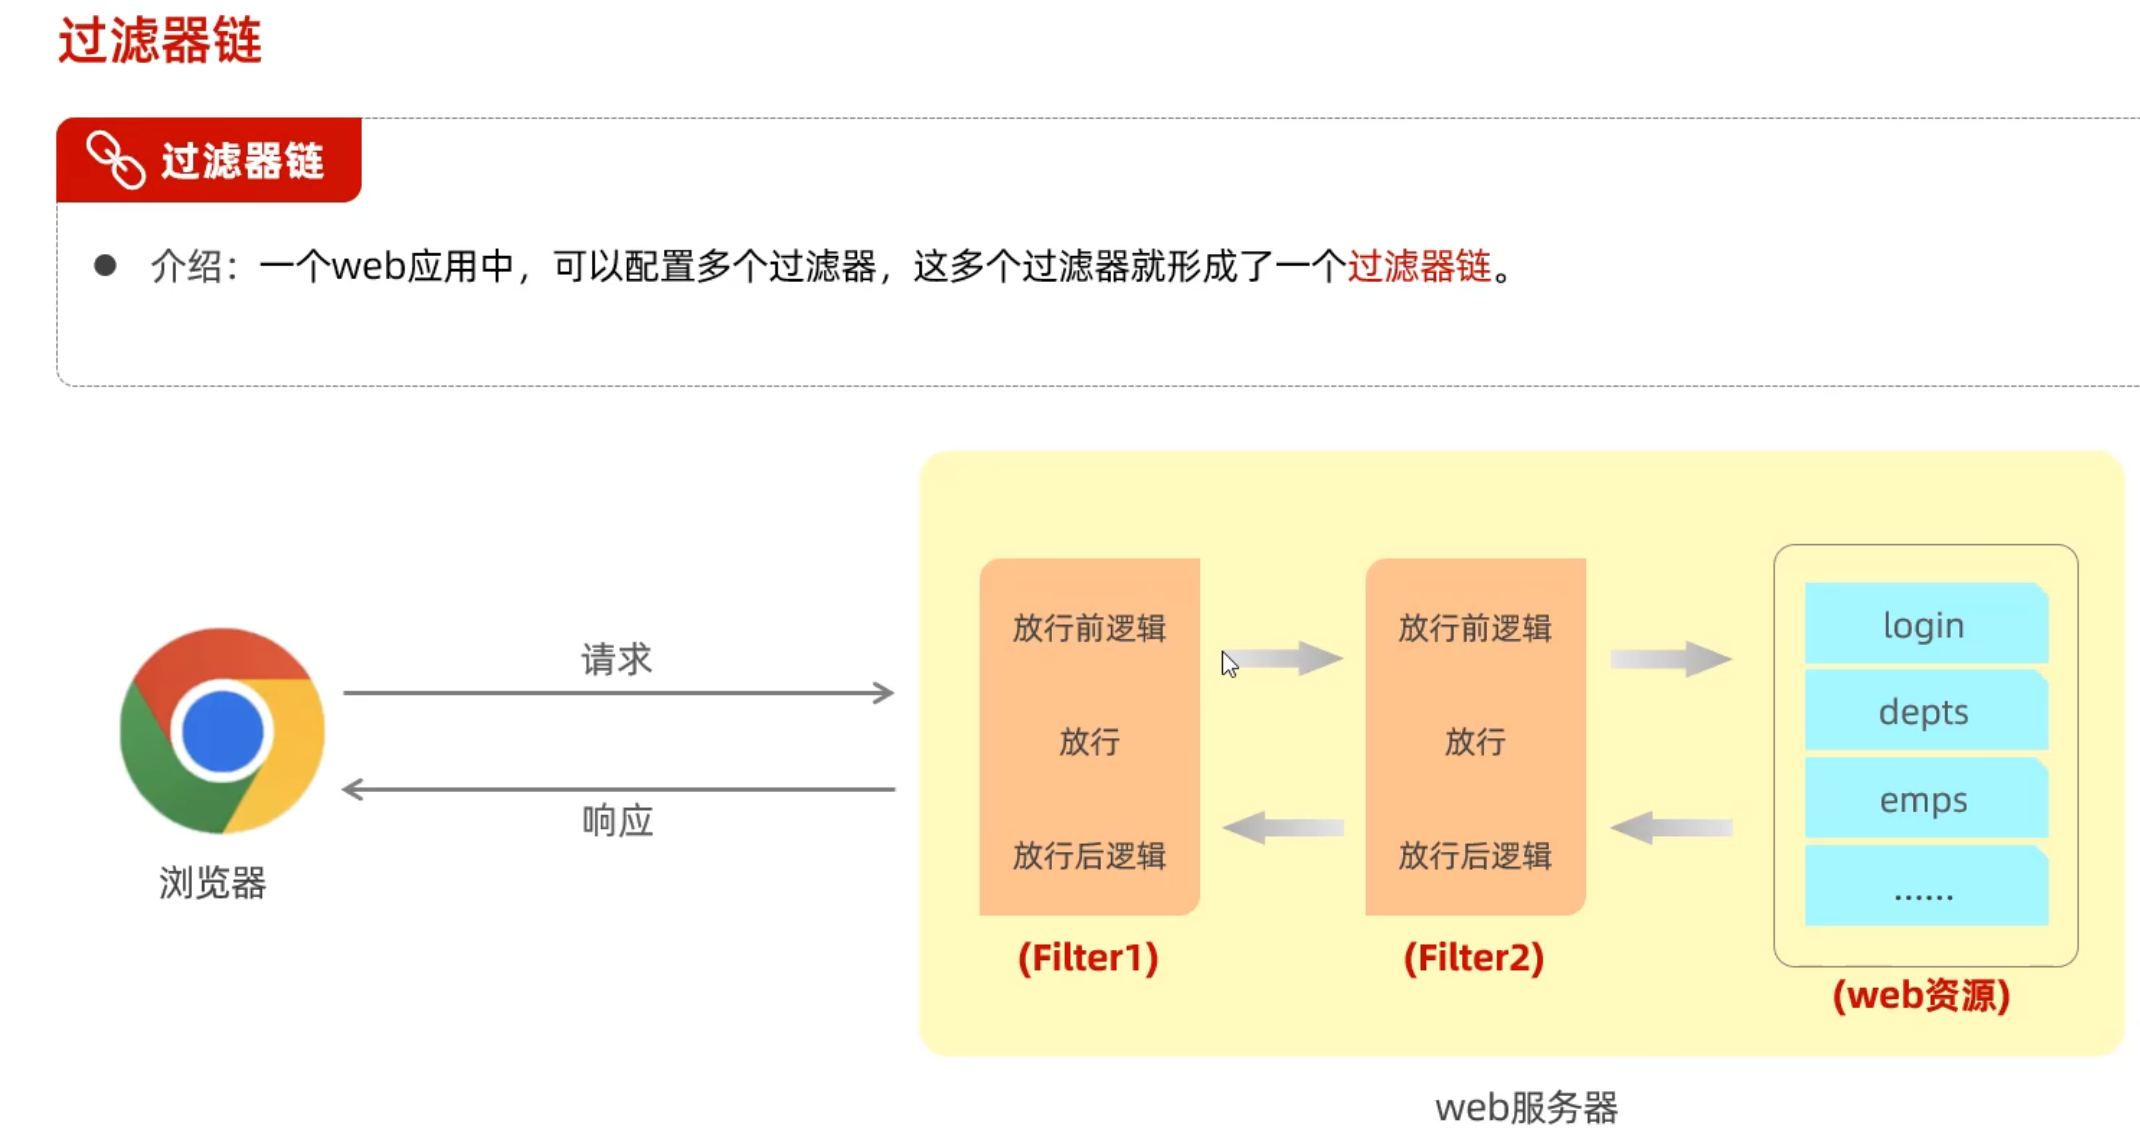 过滤器链
过滤器链
介绍：一个web应用中，可以配置多个过滤器，这多个过滤器就形成了一个过滤器链。
请求
响应
浏览器
放行前逻辑
放行
放行后逻辑
(Filter1)
放行前逻辑
放行
放行后逻辑
(Filter2)
login
depts
emps
......
(web资源)
web服务器